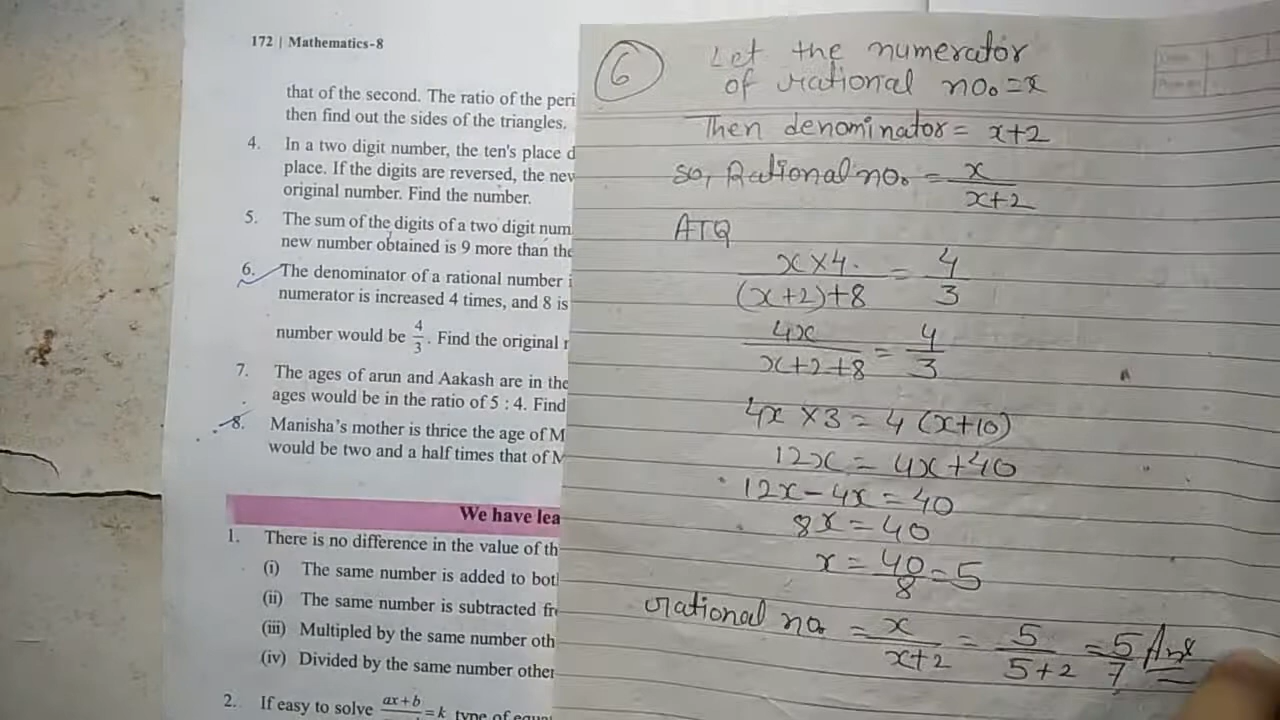 172 | Mathematics-8
that of the second. The ratio of the peri
then find out the sides of the triangles.
4. In a two digit number, the ten's place d
place. If the digits are reversed, the new
original number. Find the number.
5. The sum of the digits of a two digit num
new number obtained is 9 more than the
6. The denominator of a rational number i
numerator is increased 4 times, and 8 is
number would be 4/3. Find the original r
7. The ages of arun and Aakash are in the
ages would be in the ratio of 5 : 4. Find
8. Manisha's mother is thrice the age of M
would be two and a half times that of M
We have lea
1. There is no difference in the value of th
(i) The same number is added to both
(ii) The same number is subtracted fr
(iii) Multipled by the same number oth
(iv) Divided by the same number other
2. If easy to solve ax+b/ =k type of equa
6 Let the numerator
of rational no. = x
Then denominator = x+2
so, Rational no. = x/x+2
ATQ
x×4/(x+2)+8 = 4/3
4x/x+2+8 = 4/3
4x × 3 = 4 (x+10)
12x = 4x+40
12x-4x = 40
8x = 40
x = 40/8 = 5
rational no. = x/x+2 = 5/5+2 = 5/7 Ans